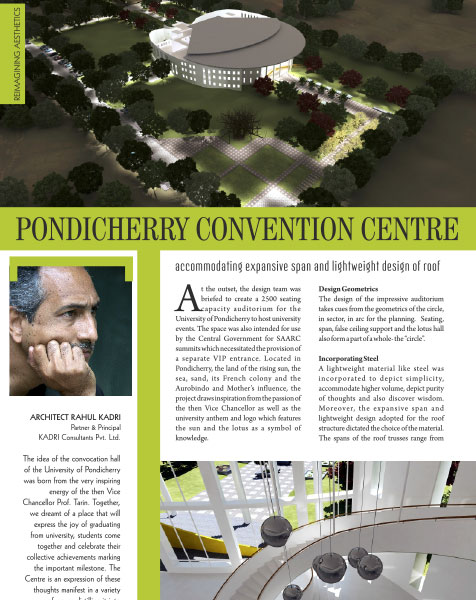 REIMAGINING AESTHETICS
PONDICHERRY CONVENTION CENTRE
accommodating expansive span and lightweight design of roof
ARCHITECT RAHUL KADRI
Partner & Principal
KADRI Consultants Pvt. Ltd.
The idea of the convocation hall
of the University of Pondicherry
was born from the very inspiring
energy of the then Vice
Chancellor Prof. Tarin. Together,
we dreamt of a place that will
express the joy of graduating
from university, students come
together and celebrate their
collective achievements marking
the important milestone. The
Centre is an expression of these
thoughts manifest in a variety
At the outset, the design team was
briefed to create a 2500 seating
capacity auditorium for the
University of Pondicherry to host university
events. The space was also intended for use
by the Central Government for SAARC
summits which necessitated the provision of
a separate VIP entrance. Located in
Pondicherry, the land of the rising sun, the
sea, sand, its French colony and the
Aurobindo and Mother's influence, the
project draws inspiration from the passion of
the then Vice Chancellor as well as the
university anthem and logo which features
the sun and the lotus as a symbol of
knowledge.
Design Geometrics
The design of the impressive auditorium
takes cues from the geometrics of the circle,
in sector, in arc for the planning. Seating,
span, false ceiling support and the lotus hall
also form a part of a whole- the "circle".
Incorporating Steel
A lightweight material like steel was
incorporated to depict simplicity,
accommodate higher volume, depict purity
of thoughts and also discover wisdom.
Moreover, the expansive span and
lightweight design adopted for the roof
structure dictated the choice of the material.
The spans of the roof trusses range from